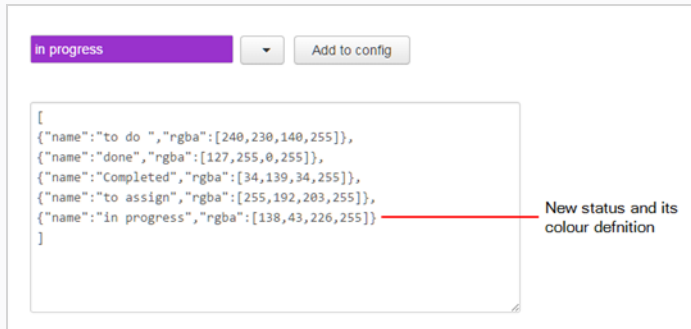 in progress
Add to config
[
{"name":"to do ","rgba":[240,230,140,255]},
{"name":"done","rgba":[127,255,0,255]},
{"name":"Completed","rgba":[34,139,34,255]},
{"name":"to assign","rgba":[255,192,203,255]},
{"name":"in progress","rgba":[138,43,226,255]}
]
New status and its
colour defnition